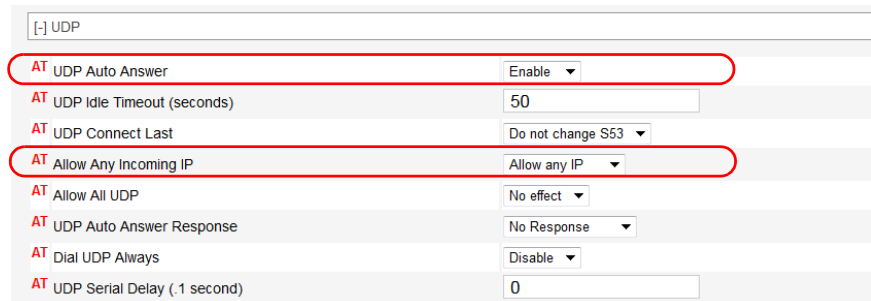 [-] UDP
AT UDP Auto Answer Enable
AT UDP Idle Timeout (seconds) 50
AT UDP Connect Last Do not change S53
AT Allow Any Incoming IP Allow any IP
AT Allow All UDP No effect
AT UDP Auto Answer Response No Response
AT Dial UDP Always Disable
AT UDP Serial Delay (.1 second) 0